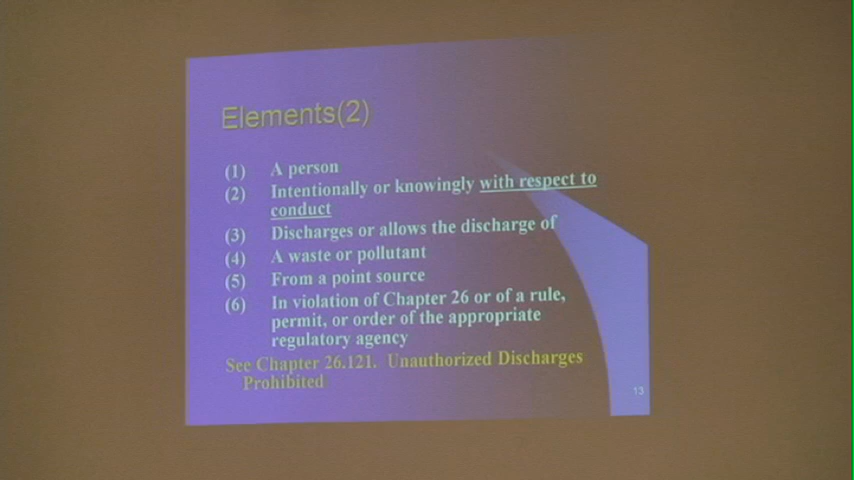 Elements(2)
(1) A person
(2) Intentionally or knowingly with respect to
conduct
(3) Discharges or allows the discharge of
(4) A waste or pollutant
(5) From a point source
(6) In violation of Chapter 26 or of a rule,
permit, or order of the appropriate
regulatory agency
See Chapter 26.121. Unauthorized Discharges
Prohibited
13